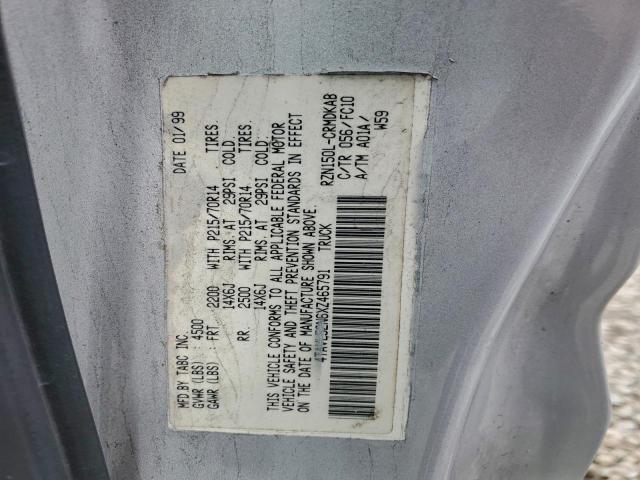 MFD.BY TABC INC. DATE 01/99
GVWR (LBS): 4500
GAWR (LBS): FRT 2200 WITH P215/70R14 TIRES.
14X6J RIMS. AT 29PSI COLD.
RR. 2500 WITH P215/70R14 TIRES.
14X6J RIMS. AT 29PSI COLD.
THIS VEHICLE CONFORMS TO ALL APPLICABLE FEDERAL MOTOR
VEHICLE SAFETY AND THEFT PREVENTION STANDARDS IN EFFECT
ON THE DATE OF MANUFACTURE SHOWN ABOVE.
TRUCK
RZN150L-CRMDKAB
C/TR 056/FC10
A/TM A01A/
W59